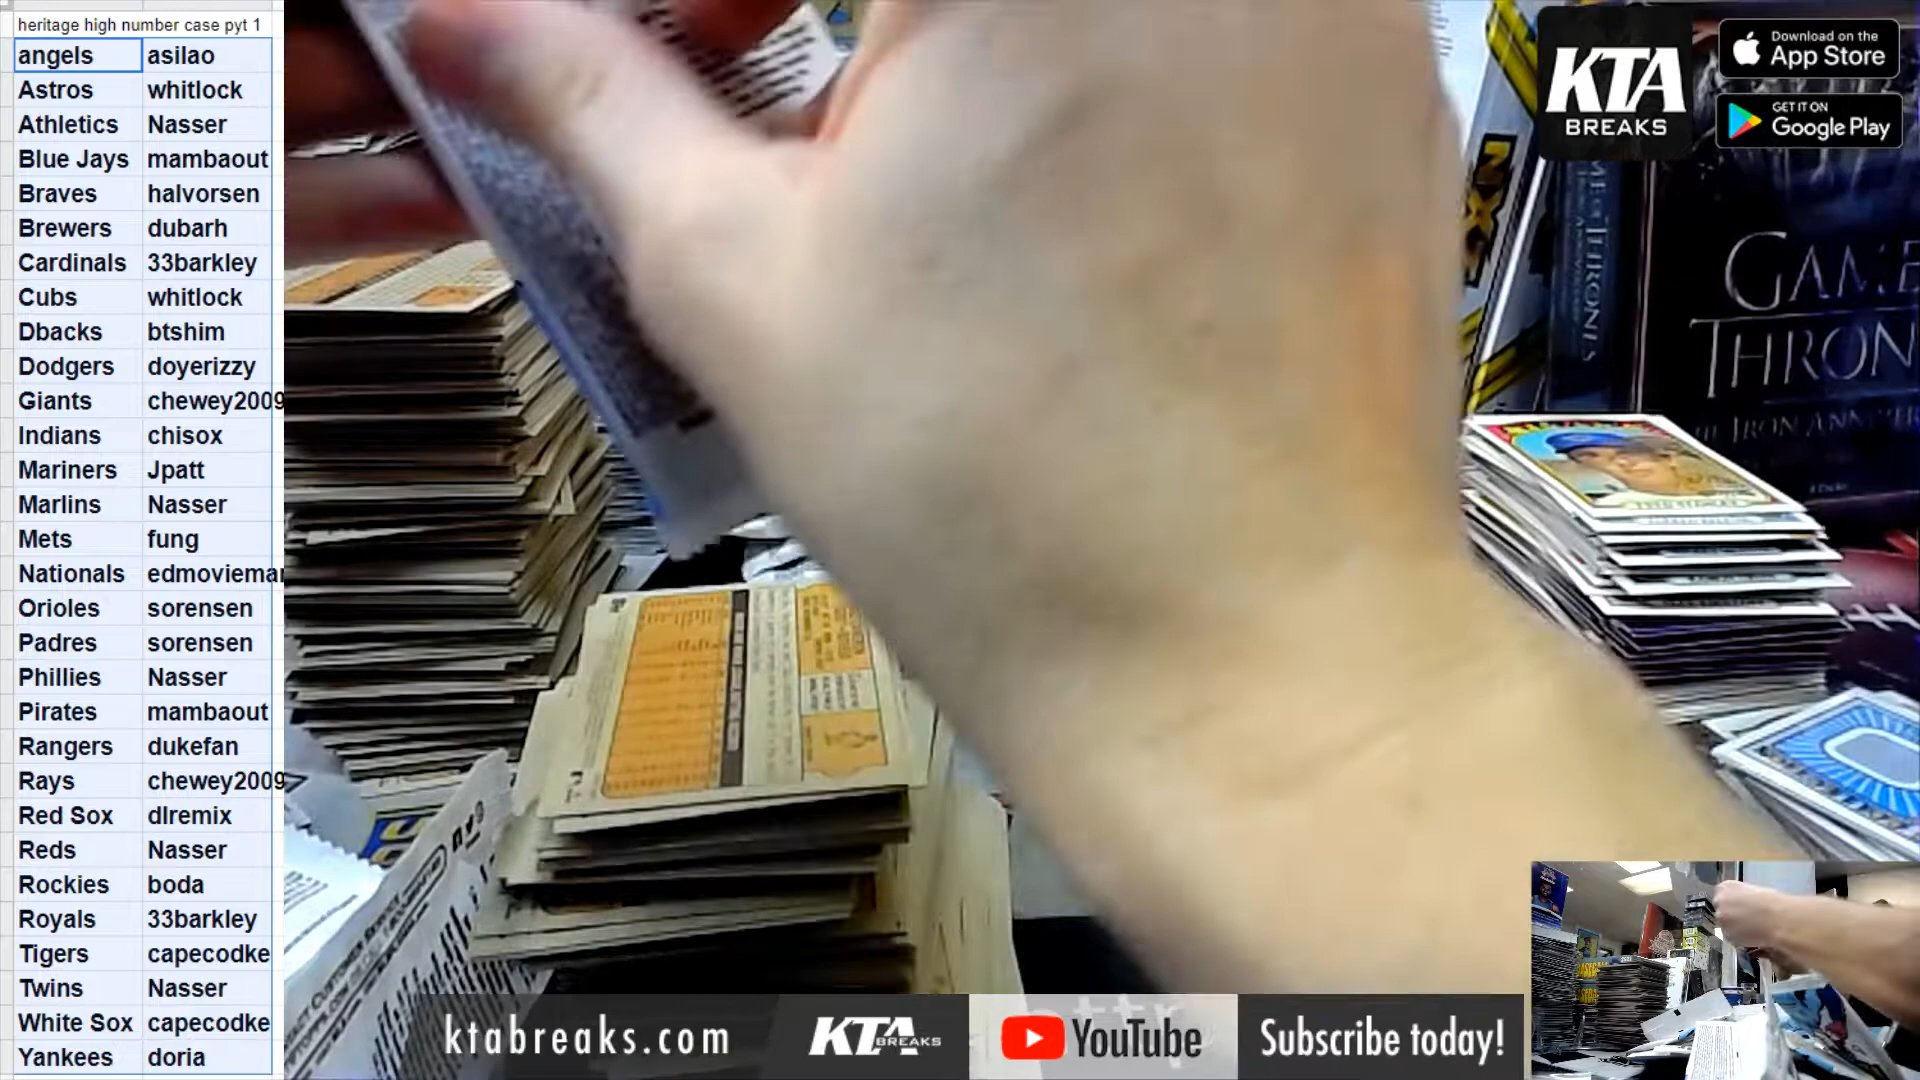 heritage high number case pyt 1
angels asilao
Astros whitlock
Athletics Nasser
Blue Jays mambaout
Braves halvorsen
Brewers dubarh
Cardinals 33barkley
Cubs whitlock
Dbacks btshim
Dodgers doyerizzy
Giants chewey2009
Indians chisox
Mariners Jpatt
Marlins Nasser
Mets fung
Nationals edmoviema
Orioles sorensen
Padres sorensen
Phillies Nasser
Pirates mambaout
Rangers dukefan
Rays chewey2009
Red Sox dlremix
Reds Nasser
Rockies boda
Royals 33barkley
Tigers capecodke
Twins Nasser
White Sox capecodke
Yankees doria
KTA
BREAKS
Download on the
App Store
GET IT ON
Google Play
GAME
THRON
THRONES
ktabreaks.com
KTA
BREAKS
YouTube
Subscribe today!